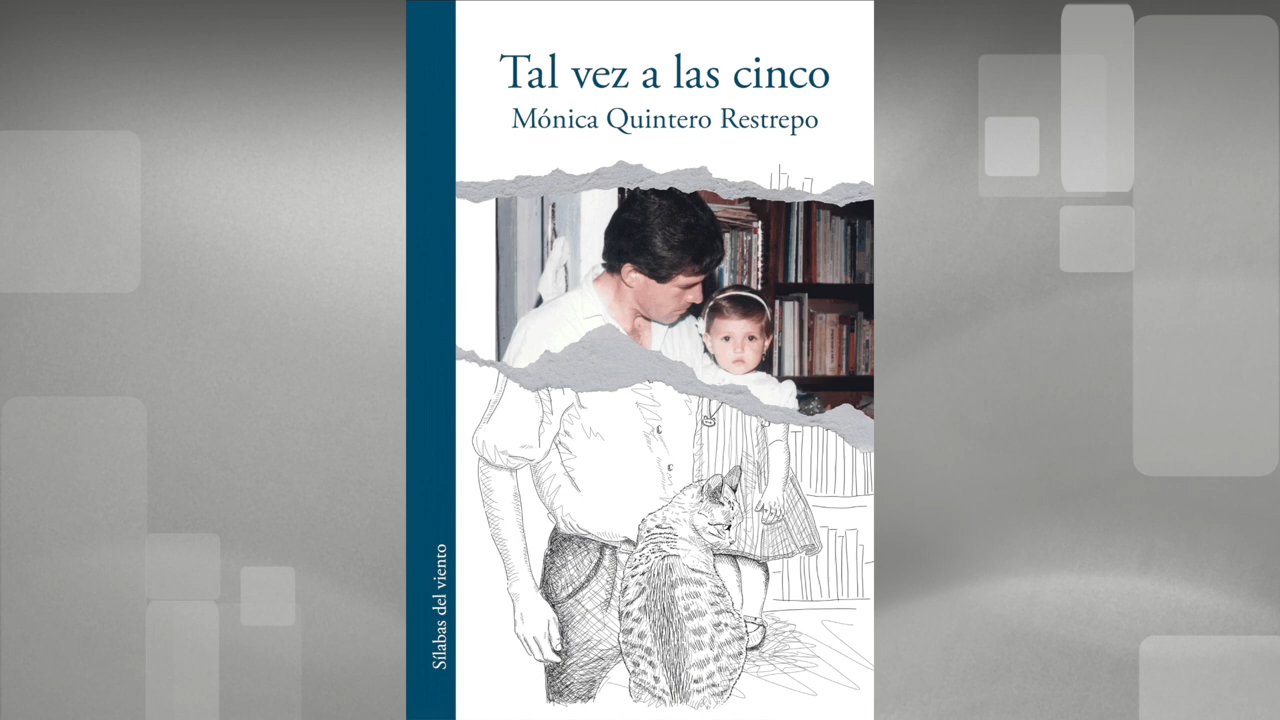 Tal vez a las cinco
Mónica Quintero Restrepo
Sílabas del viento